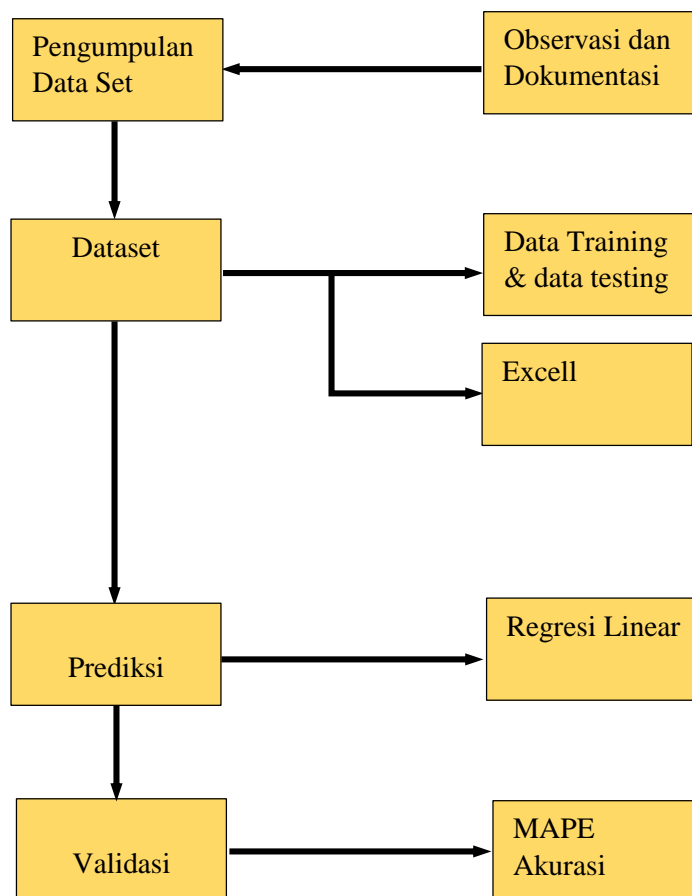 Pengumpulan
Data Set
Observasi dan
Dokumentasi
Dataset
Data Training
& data testing
Excell
Prediksi
Regresi Linear
Validasi
MAPE
Akurasi